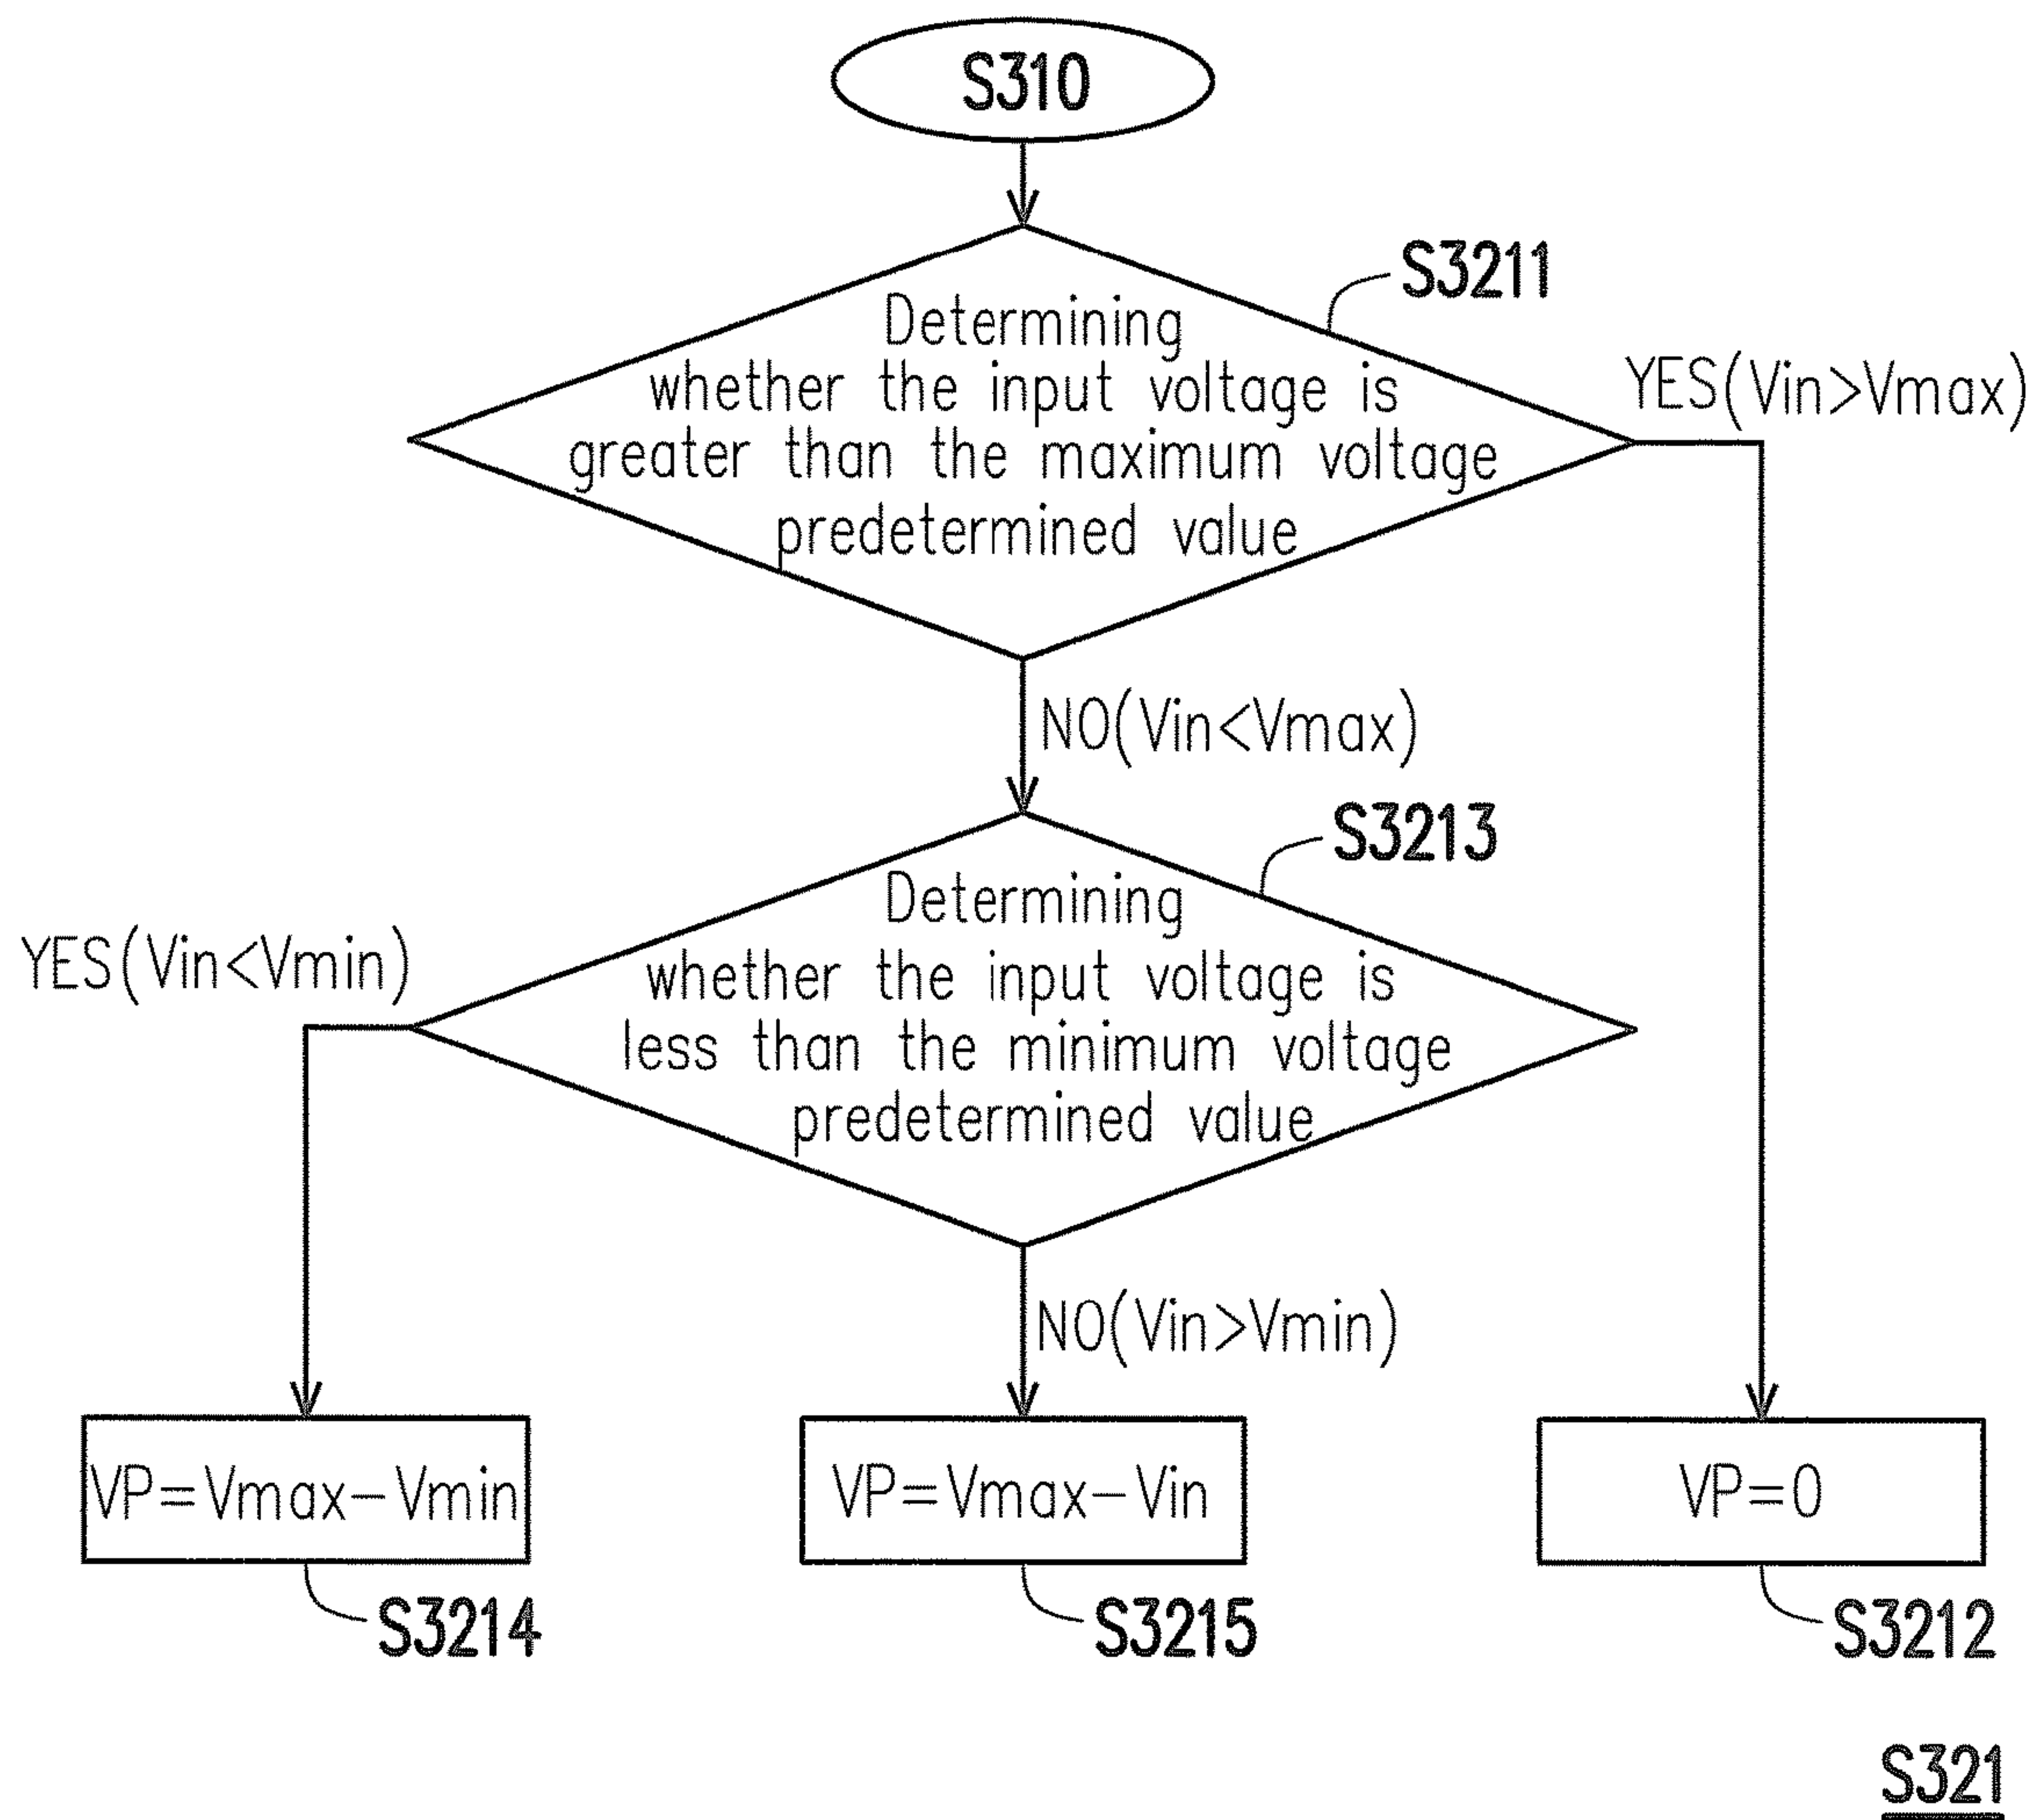 S310
S3211
Determining
whether the input voltage is
greater than the maximum voltage
predetermined value
YES(Vin>Vmax)
NO(Vin<Vmax)
S3213
Determining
whether the input voltage is
less than the minimum voltage
predetermined value
YES(Vin<Vmin)
NO(Vin>Vmin)
VP=Vmax-Vmin
VP=Vmax-Vin
VP=0
S3214
S3215
S3212
S321